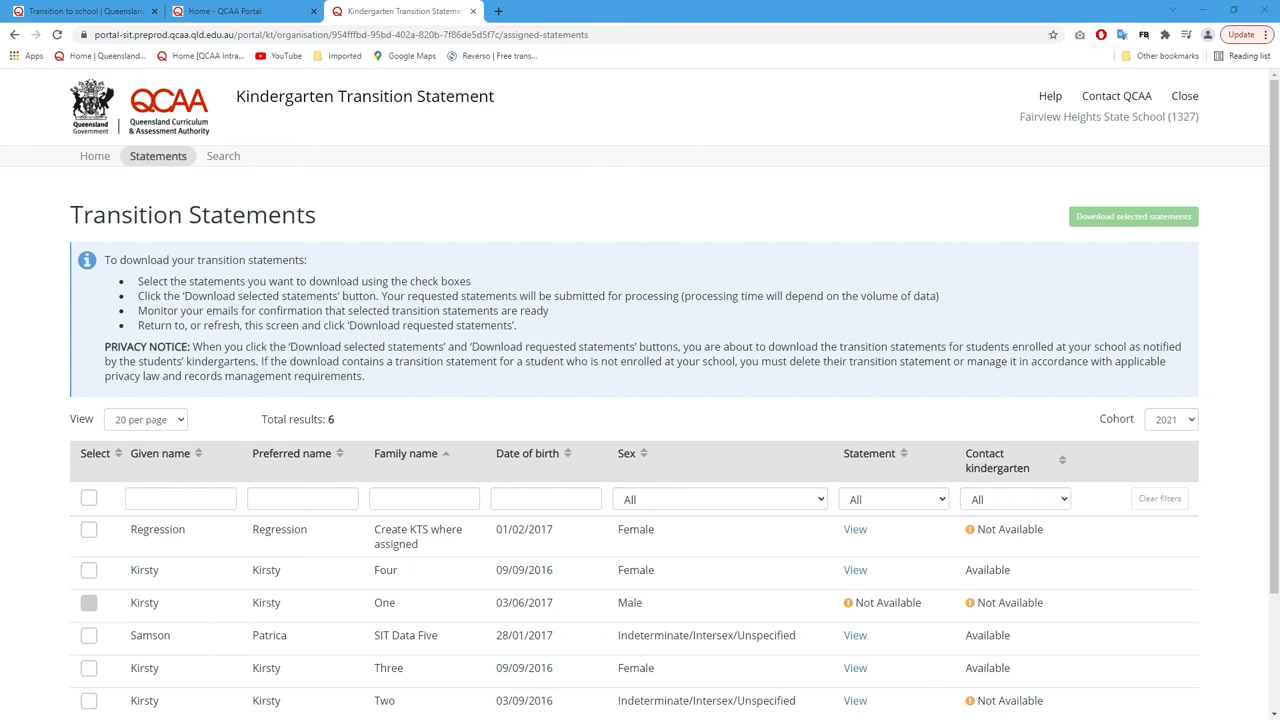 Transition to school | Queensland
Home - QCAA Portal
Kindergarten Transition Stateme
portal-sit.preprod.qcaa.qld.edu.au/portal/kt/organisation/954fffbd-95bd-402a-820b-7f86de5d5f7c/assigned-statements
Update
Apps
Home | Queensland...
Home [QCAA Intra...
YouTube
Imported
Google Maps
Reverso | Free trans...
Other bookmarks
Reading list
Queensland Government
QCAA
Queensland Curriculum
& Assessment Authority
Kindergarten Transition Statement
Help Contact QCAA Close
Fairview Heights State School (1327)
Home Statements Search
Transition Statements
Download selected statements
To download your transition statements:
• Select the statements you want to download using the check boxes
• Click the 'Download selected statements' button. Your requested statements will be submitted for processing (processing time will depend on the volume of data)
• Monitor your emails for confirmation that selected transition statements are ready
• Return to, or refresh, this screen and click 'Download requested statements'.
PRIVACY NOTICE: When you click the 'Download selected statements' and 'Download requested statements' buttons, you are about to download the transition statements for students enrolled at your school as notified
by the students' kindergartens. If the download contains a transition statement for a student who is not enrolled at your school, you must delete their transition statement or manage it in accordance with applicable
privacy law and records management requirements.
View 20 per page Total results: 6 Cohort 2021
Select Given name Preferred name Family name Date of birth Sex Statement Contact kindergarten
All All All Clear filters
Regression Regression Create KTS where assigned 01/02/2017 Female View Not Available
Kirsty Kirsty Four 09/09/2016 Female View Available
Kirsty Kirsty One 03/06/2017 Male Not Available Not Available
Samson Patrica SIT Data Five 28/01/2017 Indeterminate/Intersex/Unspecified View Available
Kirsty Kirsty Three 09/09/2016 Female View Available
Kirsty Kirsty Two 03/09/2016 Indeterminate/Intersex/Unspecified View Not Available